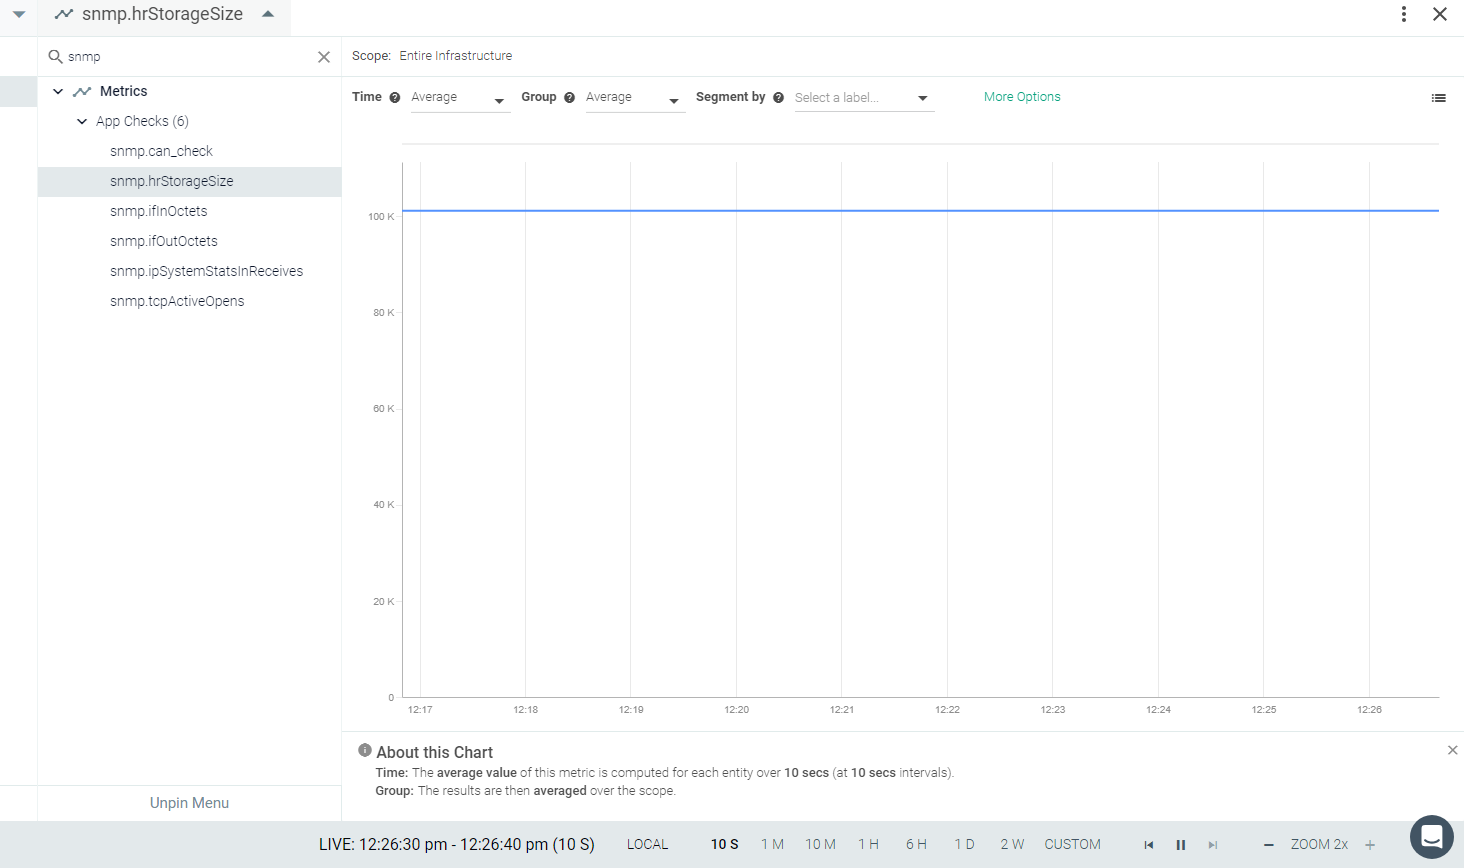 snmp.hrStorageSize
snmp
Scope: Entire Infrastructure
Metrics
Time Average Group Average Segment by Select a label... More Options
App Checks (6)
snmp.can_check
snmp.hrStorageSize
snmp.ifInOctets
snmp.ifOutOctets
snmp.ipSystemStatsInReceives
snmp.tcpActiveOpens
100 K
80 K
60 K
40 K
20 K
0
12:17 12:18 12:19 12:20 12:21 12:22 12:23 12:24 12:25 12:26
About this Chart
Time: The average value of this metric is computed for each entity over 10 secs (at 10 secs intervals).
Group: The results are then averaged over the scope.
Unpin Menu
LIVE: 12:26:30 pm - 12:26:40 pm (10 S) LOCAL 10 S 1 M 10 M 1 H 6 H 1 D 2 W CUSTOM ZOOM 2x